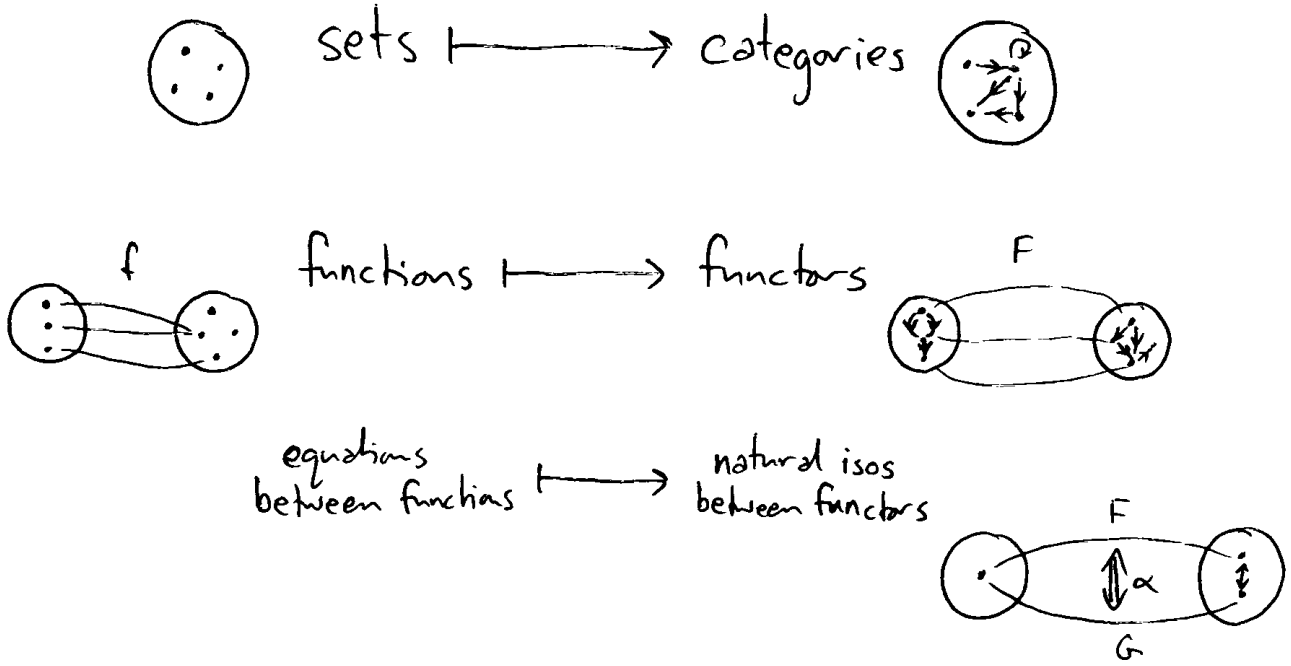 sets ↦ categories
f
functions ↦ functors
F
equations
between functions ↦ natural isos
between functors
F
α
G